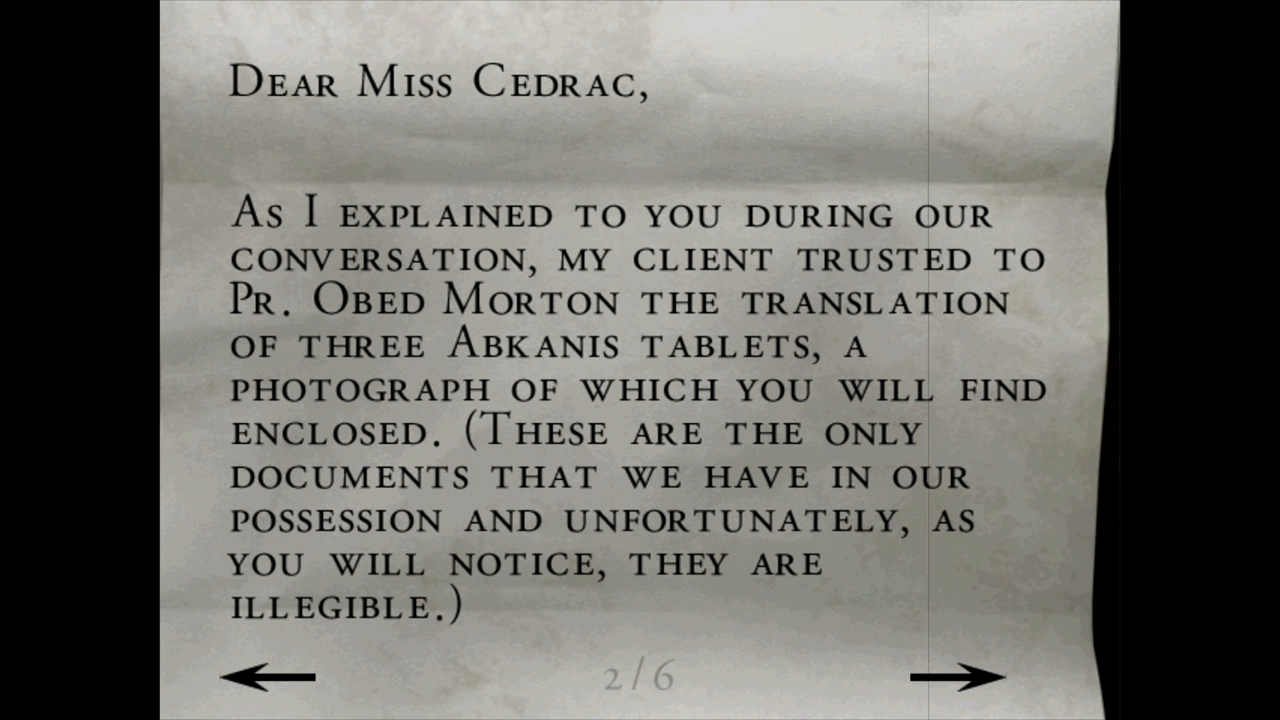 Dear Miss Cedrac,
As I explained to you during our
conversation, my client trusted to
Pr. Obed Morton the translation
of three Abkanis tablets, a
photograph of which you will find
enclosed. (These are the only
documents that we have in our
possession and unfortunately, as
you will notice, they are
illegible.)
2/6